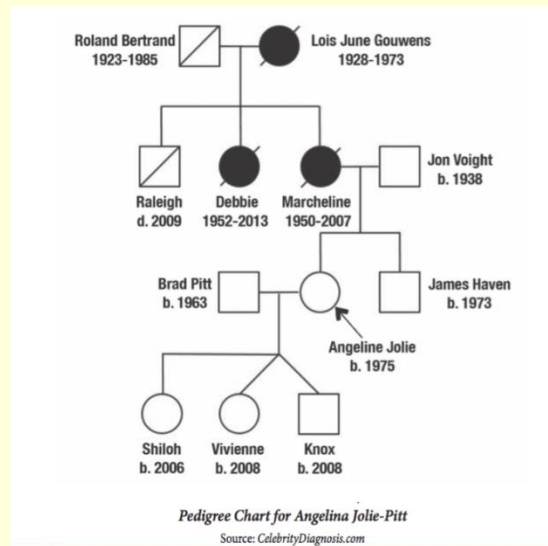 Roland Bertrand
1923-1985
Lois June Gouwens
1928-1973
Raleigh
d. 2009
Debbie
1952-2013
Marcheline
1950-2007
Jon Voight
b. 1938
Brad Pitt
b. 1963
James Haven
b. 1973
Angeline Jolie
b. 1975
Shiloh
b. 2006
Vivienne
b. 2008
Knox
b. 2008
Pedigree Chart for Angelina Jolie-Pitt
Source: CelebrityDiagnosis.com